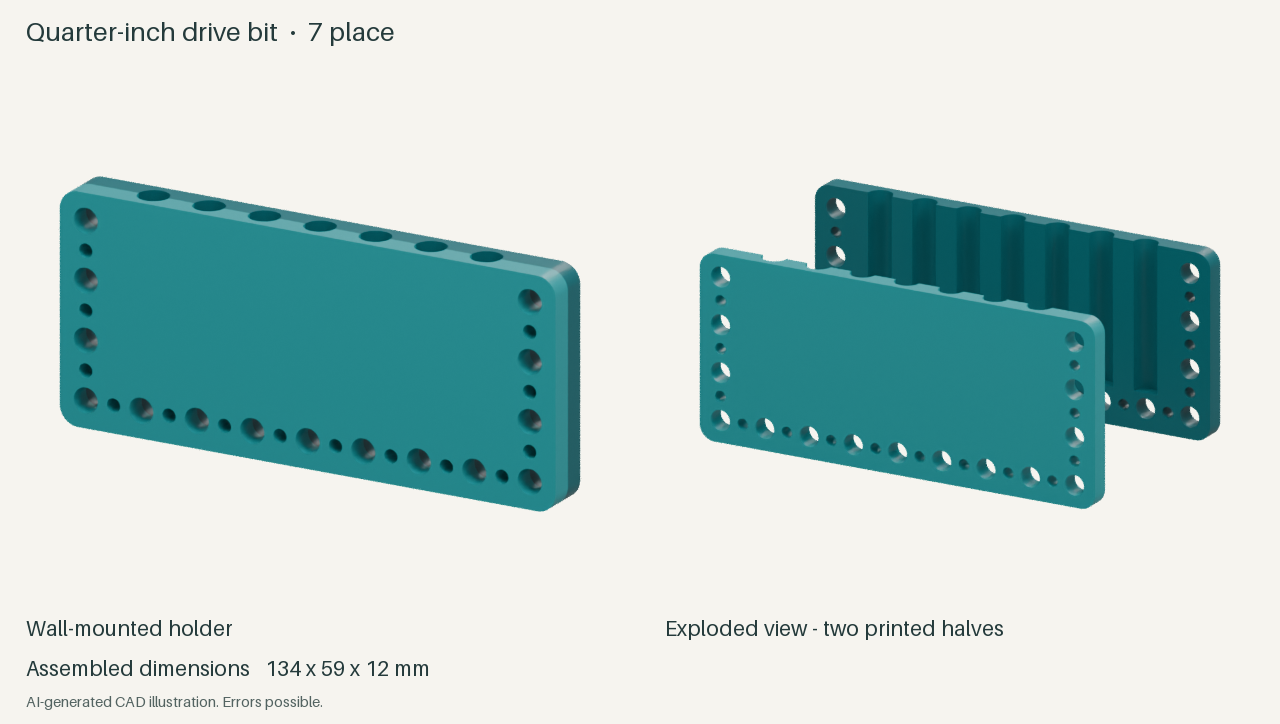 Quarter-inch drive bit • 7 place
Wall-mounted holder
Exploded view - two printed halves
Assembled dimensions 134 x 59 x 12 mm
AI-generated CAD illustration. Errors possible.